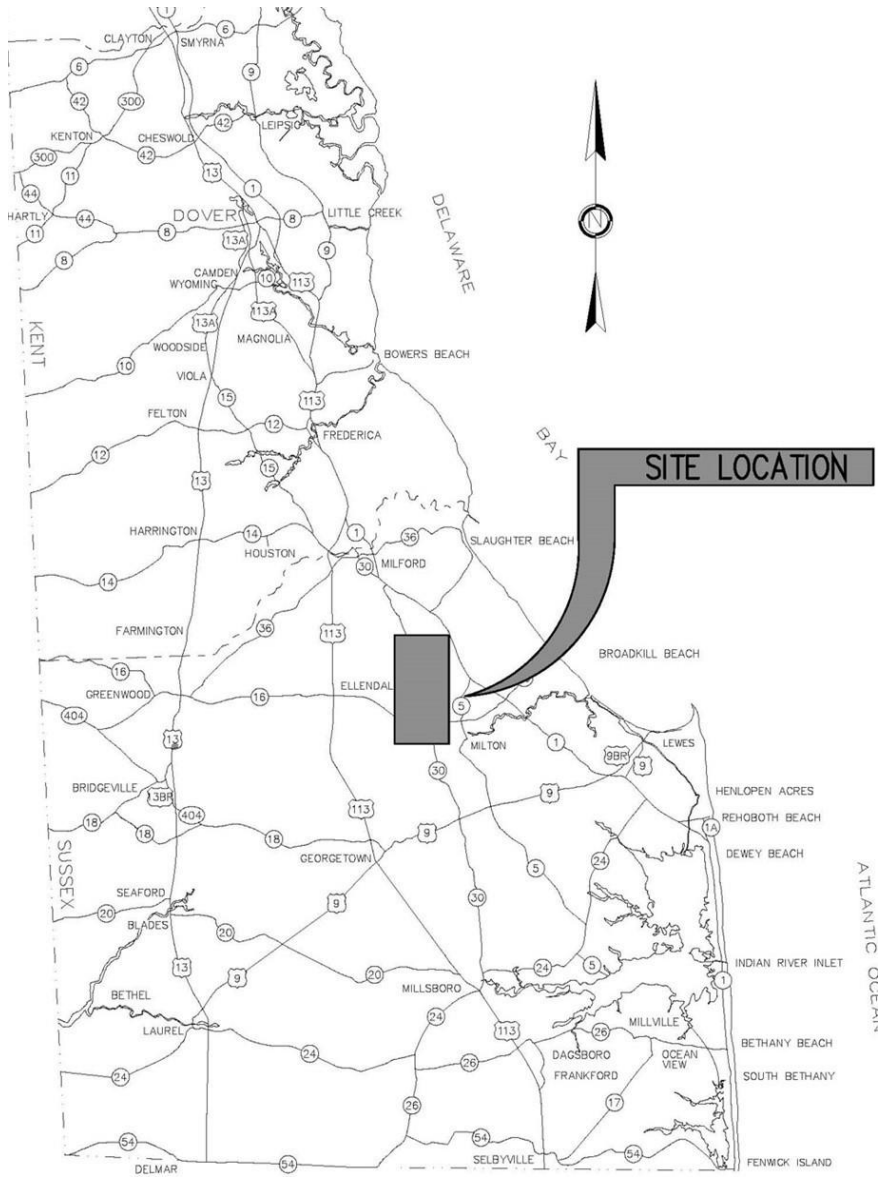 1
CLAYTON
SMYRNA
6
6
9
42
300
KENTON
CHESWOLD
42
LEIPSIC
300
42
13
11
44
1
HARTLY
44
DOVER
8
LITTLE CREEK
11
8
13A
9
8
CAMDEN
WYOMING
10
113
DELAWARE
N
KENT
13A
113A
MAGNOLIA
WOODSIDE
10
VIOLA
BOWERS BEACH
15
113
FELTON
12
FREDERICA
12
15
13
BAY
SITE LOCATION
HARRINGTON
14
HOUSTON
1
36
SLAUGHTER BEACH
30
MILFORD
14
FARMINGTON
36
113
16
BROADKILL BEACH
GREENWOOD
16
ELLENDAL
5
404
13
MILTON
1
9BR
9
LEWES
30
BRIDGEVILLE
13BR
404
113
9
HENLOPEN ACRES
18
18
18
9
REHOBOTH BEACH
1A
GEORGETOWN
DEWEY BEACH
SUSSEX
5
24
SEAFORD
9
30
20
BLADES
20
ATLANTIC OCEAN
13
9
20
24
5
INDIAN RIVER INLET
1
BETHEL
MILLSBORO
LAUREL
24
113
MILLVILLE
26
BETHANY BEACH
24
26
DAGSBORO
OCEAN
VIEW
24
FRANKFORD
SOUTH BETHANY
26
17
54
54
54
DELMAR
54
SELBYVILLE
FENWICK ISLAND